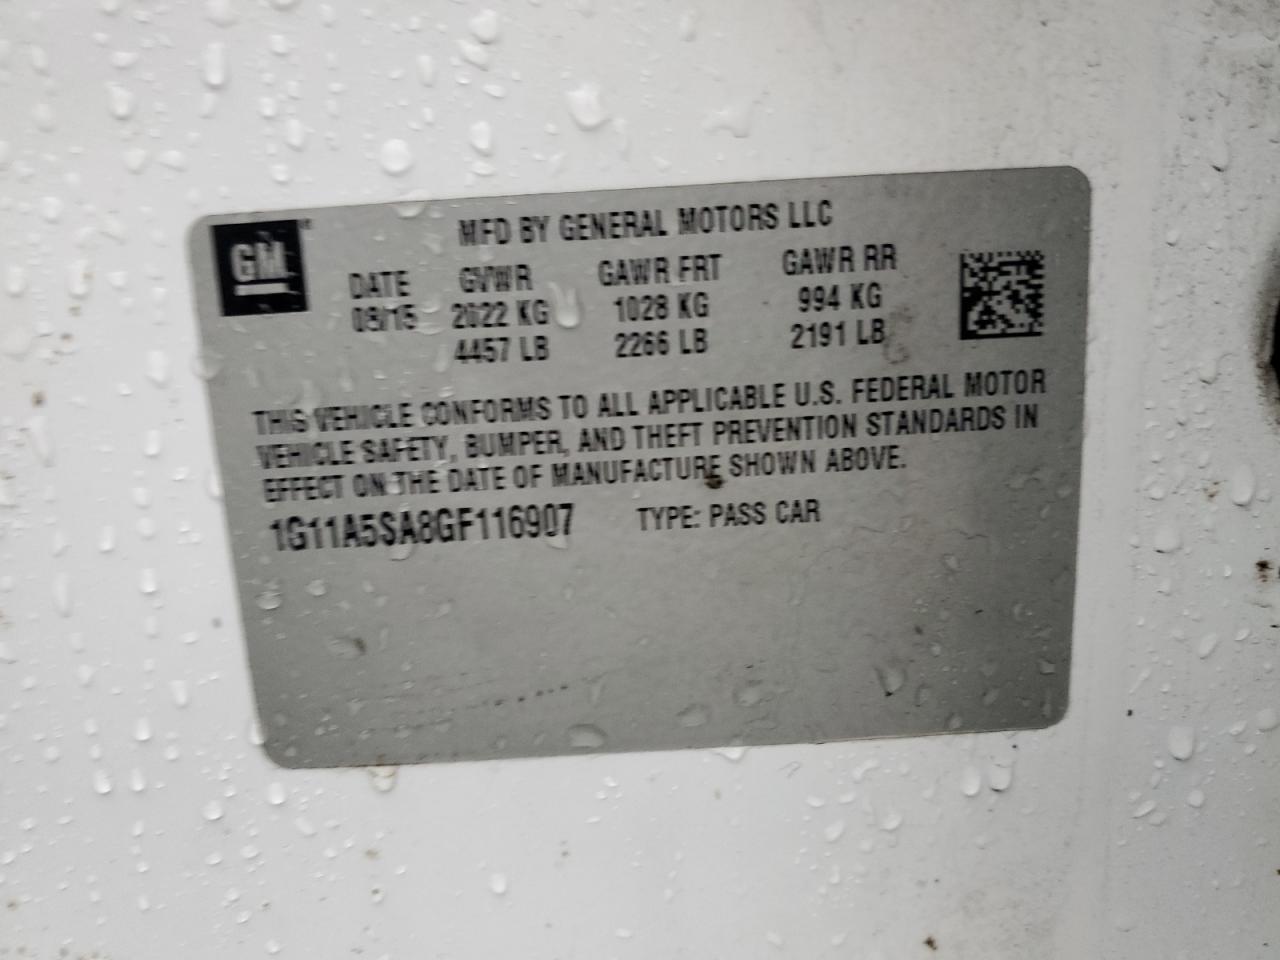 GM
MFD BY GENERAL MOTORS LLC
DATE GVWR GAWR FRT GAWR RR
08/15 2022 KG 1028 KG 994 KG
4457 LB 2266 LB 2191 LB
THIS VEHICLE CONFORMS TO ALL APPLICABLE U.S. FEDERAL MOTOR
VEHICLE SAFETY, BUMPER, AND THEFT PREVENTION STANDARDS IN
EFFECT ON THE DATE OF MANUFACTURE SHOWN ABOVE.
1G11A5SA8GF116907 TYPE: PASS CAR